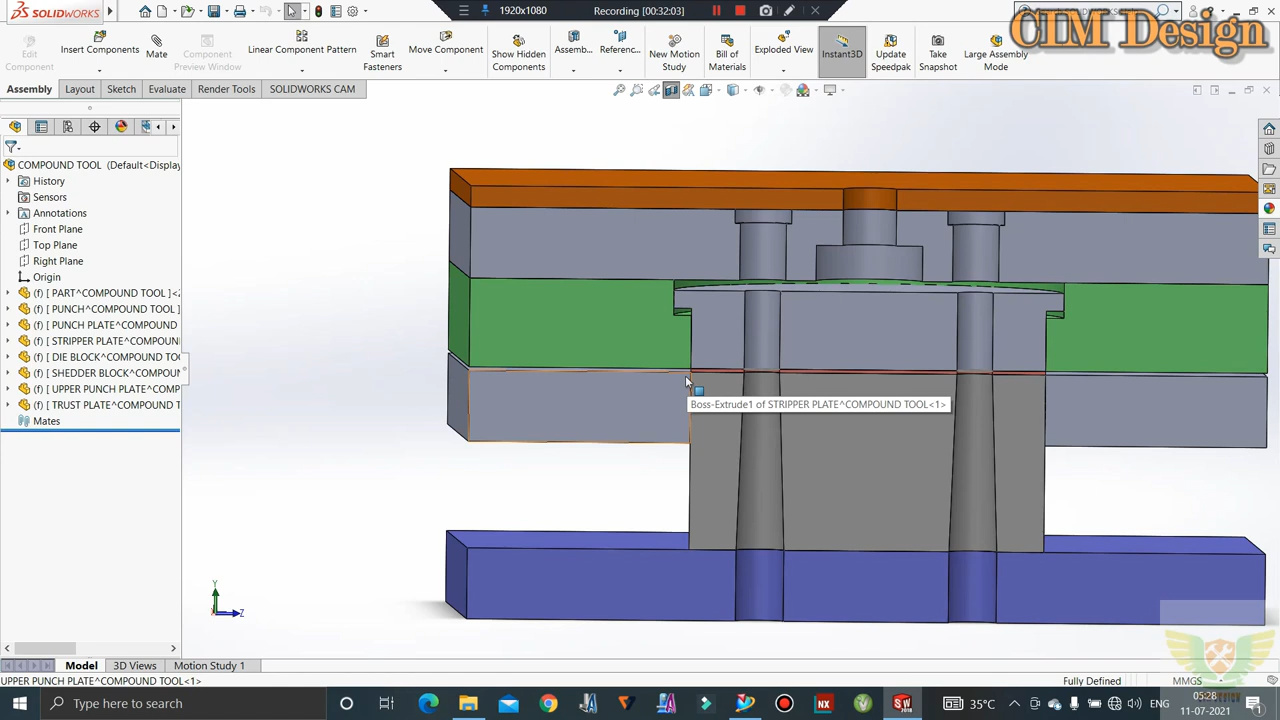 SOLIDWORKS
1920x1080
Recording [00:32:03]
CIM Design
Edit
Component
Insert Components
Mate
Component
Preview Window
Linear Component Pattern
Smart
Fasteners
Move Component
Show Hidden
Components
Assemb...
Referenc...
New Motion
Study
Bill of
Materials
Exploded View
Instant3D
Update
Speedpak
Take
Snapshot
Large Assembly
Mode
Assembly
Layout
Sketch
Evaluate
Render Tools
SOLIDWORKS CAM
COMPOUND TOOL (Default<Display
History
Sensors
Annotations
Front Plane
Top Plane
Right Plane
Origin
(f) [ PART^COMPOUND TOOL ]<
(f) [ PUNCH^COMPOUND TOOL ]
(f) [ PUNCH PLATE^COMPOUND
(f) [ STRIPPER PLATE^COMPOUN
(f) [ DIE BLOCK^COMPOUND TO
(f) [ SHEDDER BLOCK^COMPOUN
(f) [ UPPER PUNCH PLATE^COMP
(f) [ TRUST PLATE^COMPOUND T
Mates
Boss-Extrude1 of STRIPPER PLATE^COMPOUND TOOL<1>
Y
Z
Model
3D Views
Motion Study 1
UPPER PUNCH PLATE^COMPOUND TOOL<1>
Fully Defined
MMGS
Type here to search
NX
SW
2018
35°C
ENG
05:28
11-07-2021